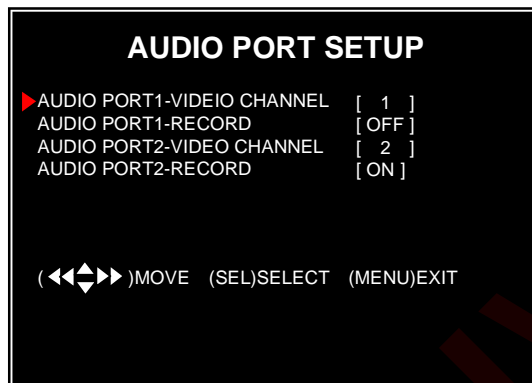 AUDIO PORT SETUP
AUDIO PORT1-VIDEIO CHANNEL [ 1 ]
AUDIO PORT1-RECORD [ OFF ]
AUDIO PORT2-VIDEO CHANNEL [ 2 ]
AUDIO PORT2-RECORD [ ON ]
( )MOVE (SEL)SELECT (MENU)EXIT